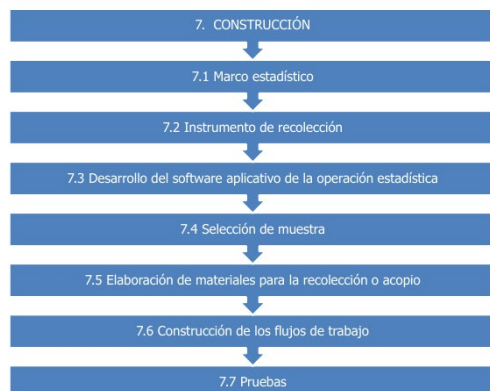 7. CONSTRUCCIÓN
7.1 Marco estadístico
7.2 Instrumento de recolección
7.3 Desarrollo del software aplicativo de la operación estadística
7.4 Selección de muestra
7.5 Elaboración de materiales para la recolección o acopio
7.6 Construcción de los flujos de trabajo
7.7 Pruebas